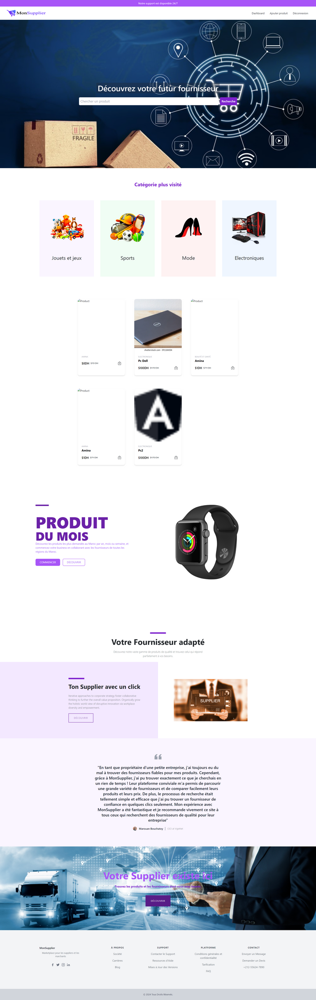 Notre support est disponible 24/7
MonSupplier
Dashboard
Ajouter produit
Déconnexion
Découvrez votre futur fournisseur
Chercher un produit
Recherche
FRAGILE
Catégorie plus visité
Jouets et jeux
Sports
Mode
Electroniques
Product
AMINA
$0DH $70 DH
DELL
shutterstock.com · 391104334
ELECTRONIQUE
Pc Dell
$100DH $170 DH
Product
BEAUTÉ ET SANTÉ
Amina
$1DH $71 DH
Product
AMINA
Amina
$1DH $71 DH
A
ELECTRONIQUE
Pc2
$100DH $170 DH
PRODUIT
DU MOIS
Découvrez les produits les plus demandés au Maroc par an, mois ou semaine, et
commencez votre business en collaborant avec les fournisseurs de toutes les
régions du Maroc.
COMMENCER
DÉCOUVRIR
Votre Fournisseur adapté
Découvrez notre vaste gamme de produits de qualité et trouvez celui qui répond
parfaitement à vos besoins.
Ton Supplier avec un click
Iterative approaches to corporate strategy foster collaborative
thinking to further the overall value proposition. Organically grow
the holistic world view of disruptive innovation via workplace
diversity and empowerment.
DÉCOUVRIR
SUPPLIER
"En tant que propriétaire d'une petite entreprise, j'ai toujours eu du
mal à trouver des fournisseurs fiables pour mes produits. Cependant,
grâce à MonSupplier, j'ai pu trouver exactement ce que je cherchais en
un rien de temps ! Leur plateforme conviviale m'a permis de parcourir
une grande variété de fournisseurs et de comparer facilement leurs
produits et leurs prix. De plus, le processus de recherche était
tellement simple et efficace que j'ai pu trouver un fournisseur de
confiance en quelques clics seulement. Mon expérience avec
MonSupplier a été fantastique et je recommande vivement ce site à
tous ceux qui recherchent des fournisseurs de qualité pour leur
entreprise"
Marouan Bouchatoy
CEO at VigieNet
Votre Supplier existe ici
Trouvez les produits et les fournisseurs dont vous avez
DÉCOUVRIR
MonSupplier
Marketplace pour les suppliers et les
marchants
À PROPOS
Société
Carrières
Blog
SUPPORT
Contacter le Support
Ressources d'Aide
Mises à Jour des Versions
PLATFORME
Conditions générales et
confidentialité
Tarification
FAQ
CONTACT
Envoyer un Message
Demander un Devis
+212-55624-7890
© 2024 Tous Droits Réservés.